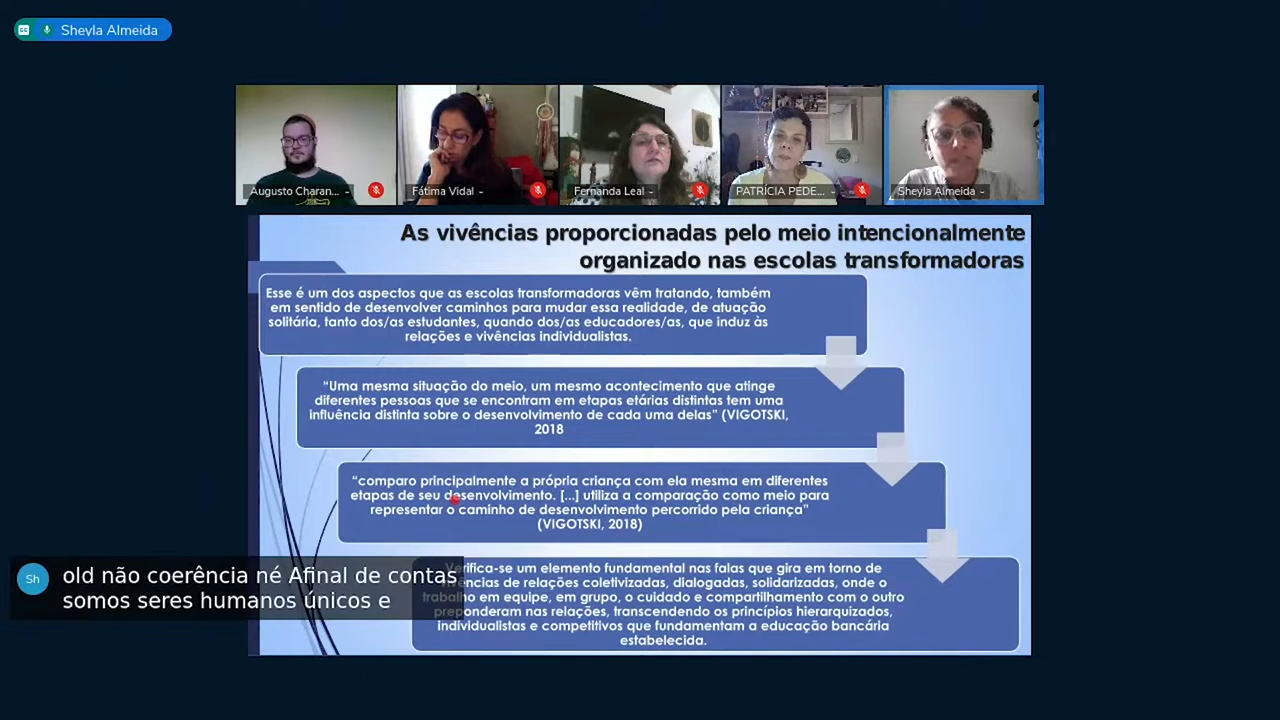 Sheyla Almeida
Augusto Charan...
Fátima Vidal
Fernanda Leal
PATRÍCIA PEDE...
Sheyla Almeida
As vivências proporcionadas pelo meio intencionalmente
organizado nas escolas transformadoras
Esse é um dos aspectos que as escolas transformadoras vêm tratando, também
em sentido de desenvolver caminhos para mudar essa realidade, de atuação
solitária, tanto dos/as estudantes, quando dos/as educadores/as, que induz às
relações e vivências individualistas.
“Uma mesma situação do meio, um mesmo acontecimento que atinge
diferentes pessoas que se encontram em etapas etárias distintas tem uma
influência distinta sobre o desenvolvimento de cada uma delas” (VIGOTSKI,
2018
“comparo principalmente a própria criança com ela mesma em diferentes
etapas de seu desenvolvimento. [...] utiliza a comparação como meio para
representar o caminho de desenvolvimento percorrido pela criança”
(VIGOTSKI, 2018)
Verifica-se um elemento fundamental nas falas que gira em torno de
vivências de relações coletivizadas, dialogadas, solidarizadas, onde o
trabalho em equipe, em grupo, o cuidado e compartilhamento com o outro
preponderam nas relações, transcendendo os princípios hierarquizados,
individualistas e competitivos que fundamentam a educação bancária
estabelecida.
Sh
old não coerência né Afinal de contas
somos seres humanos únicos e